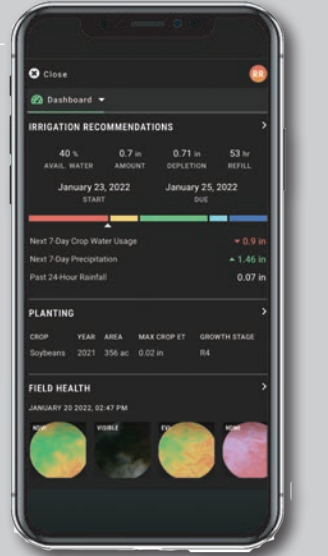 Close
RR
Dashboard
IRRIGATION RECOMMENDATIONS
40 % 0.7 in 0.71 in 53 hr
AVAIL. WATER AMOUNT DEPLETION REFILL
January 23, 2022 January 25, 2022
START DUE
Next 7-Day Crop Water Usage 0.9 in
Next 7-Day Precipitation 1.46 in
Past 24-Hour Rainfall 0.07 in
PLANTING
CROP YEAR AREA MAX CROP ET GROWTH STAGE
Soybeans 2021 356 ac 0.02 in R4
FIELD HEALTH
JANUARY 20 2022, 02:47 PM
VISIBLE